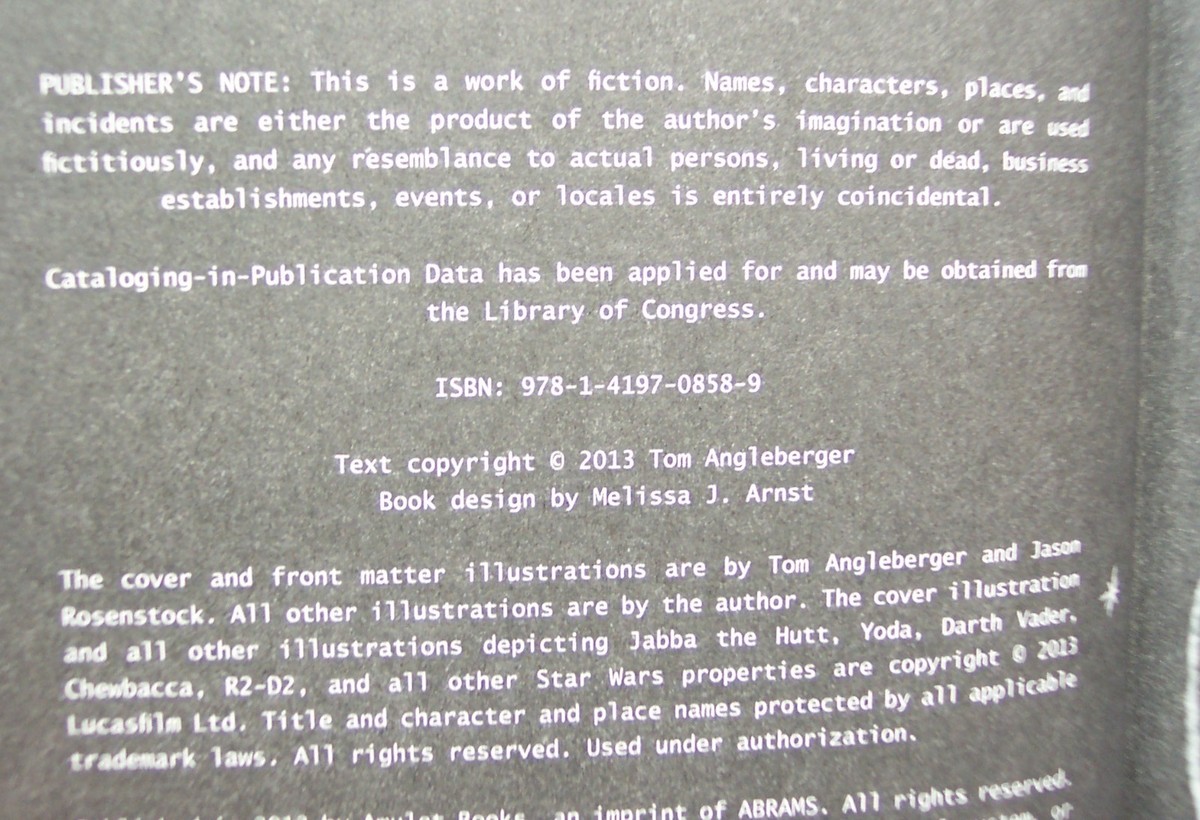 PUBLISHER'S NOTE: This is a work of fiction. Names, characters, places, and
incidents are either the product of the author's imagination or are used
fictitiously, and any resemblance to actual persons, living or dead, business
establishments, events, or locales is entirely coincidental.
Cataloging-in-Publication Data has been applied for and may be obtained from
the Library of Congress.
ISBN: 978-1-4197-0858-9
Text copyright © 2013 Tom Angleberger
Book design by Melissa J. Arnst
The cover and front matter illustrations are by Tom Angleberger and Jason
Rosenstock. All other illustrations are by the author. The cover illustration
and all other illustrations depicting Jabba the Hutt, Yoda, Darth Vader,
Chewbacca, R2-D2, and all other Star Wars properties are copyright © 2013
Lucasfilm Ltd. Title and character and place names protected by all applicable
trademark laws. All rights reserved. Used under authorization.
2013 by Amulet Books, an imprint of ABRAMS. All rights reserved.
or